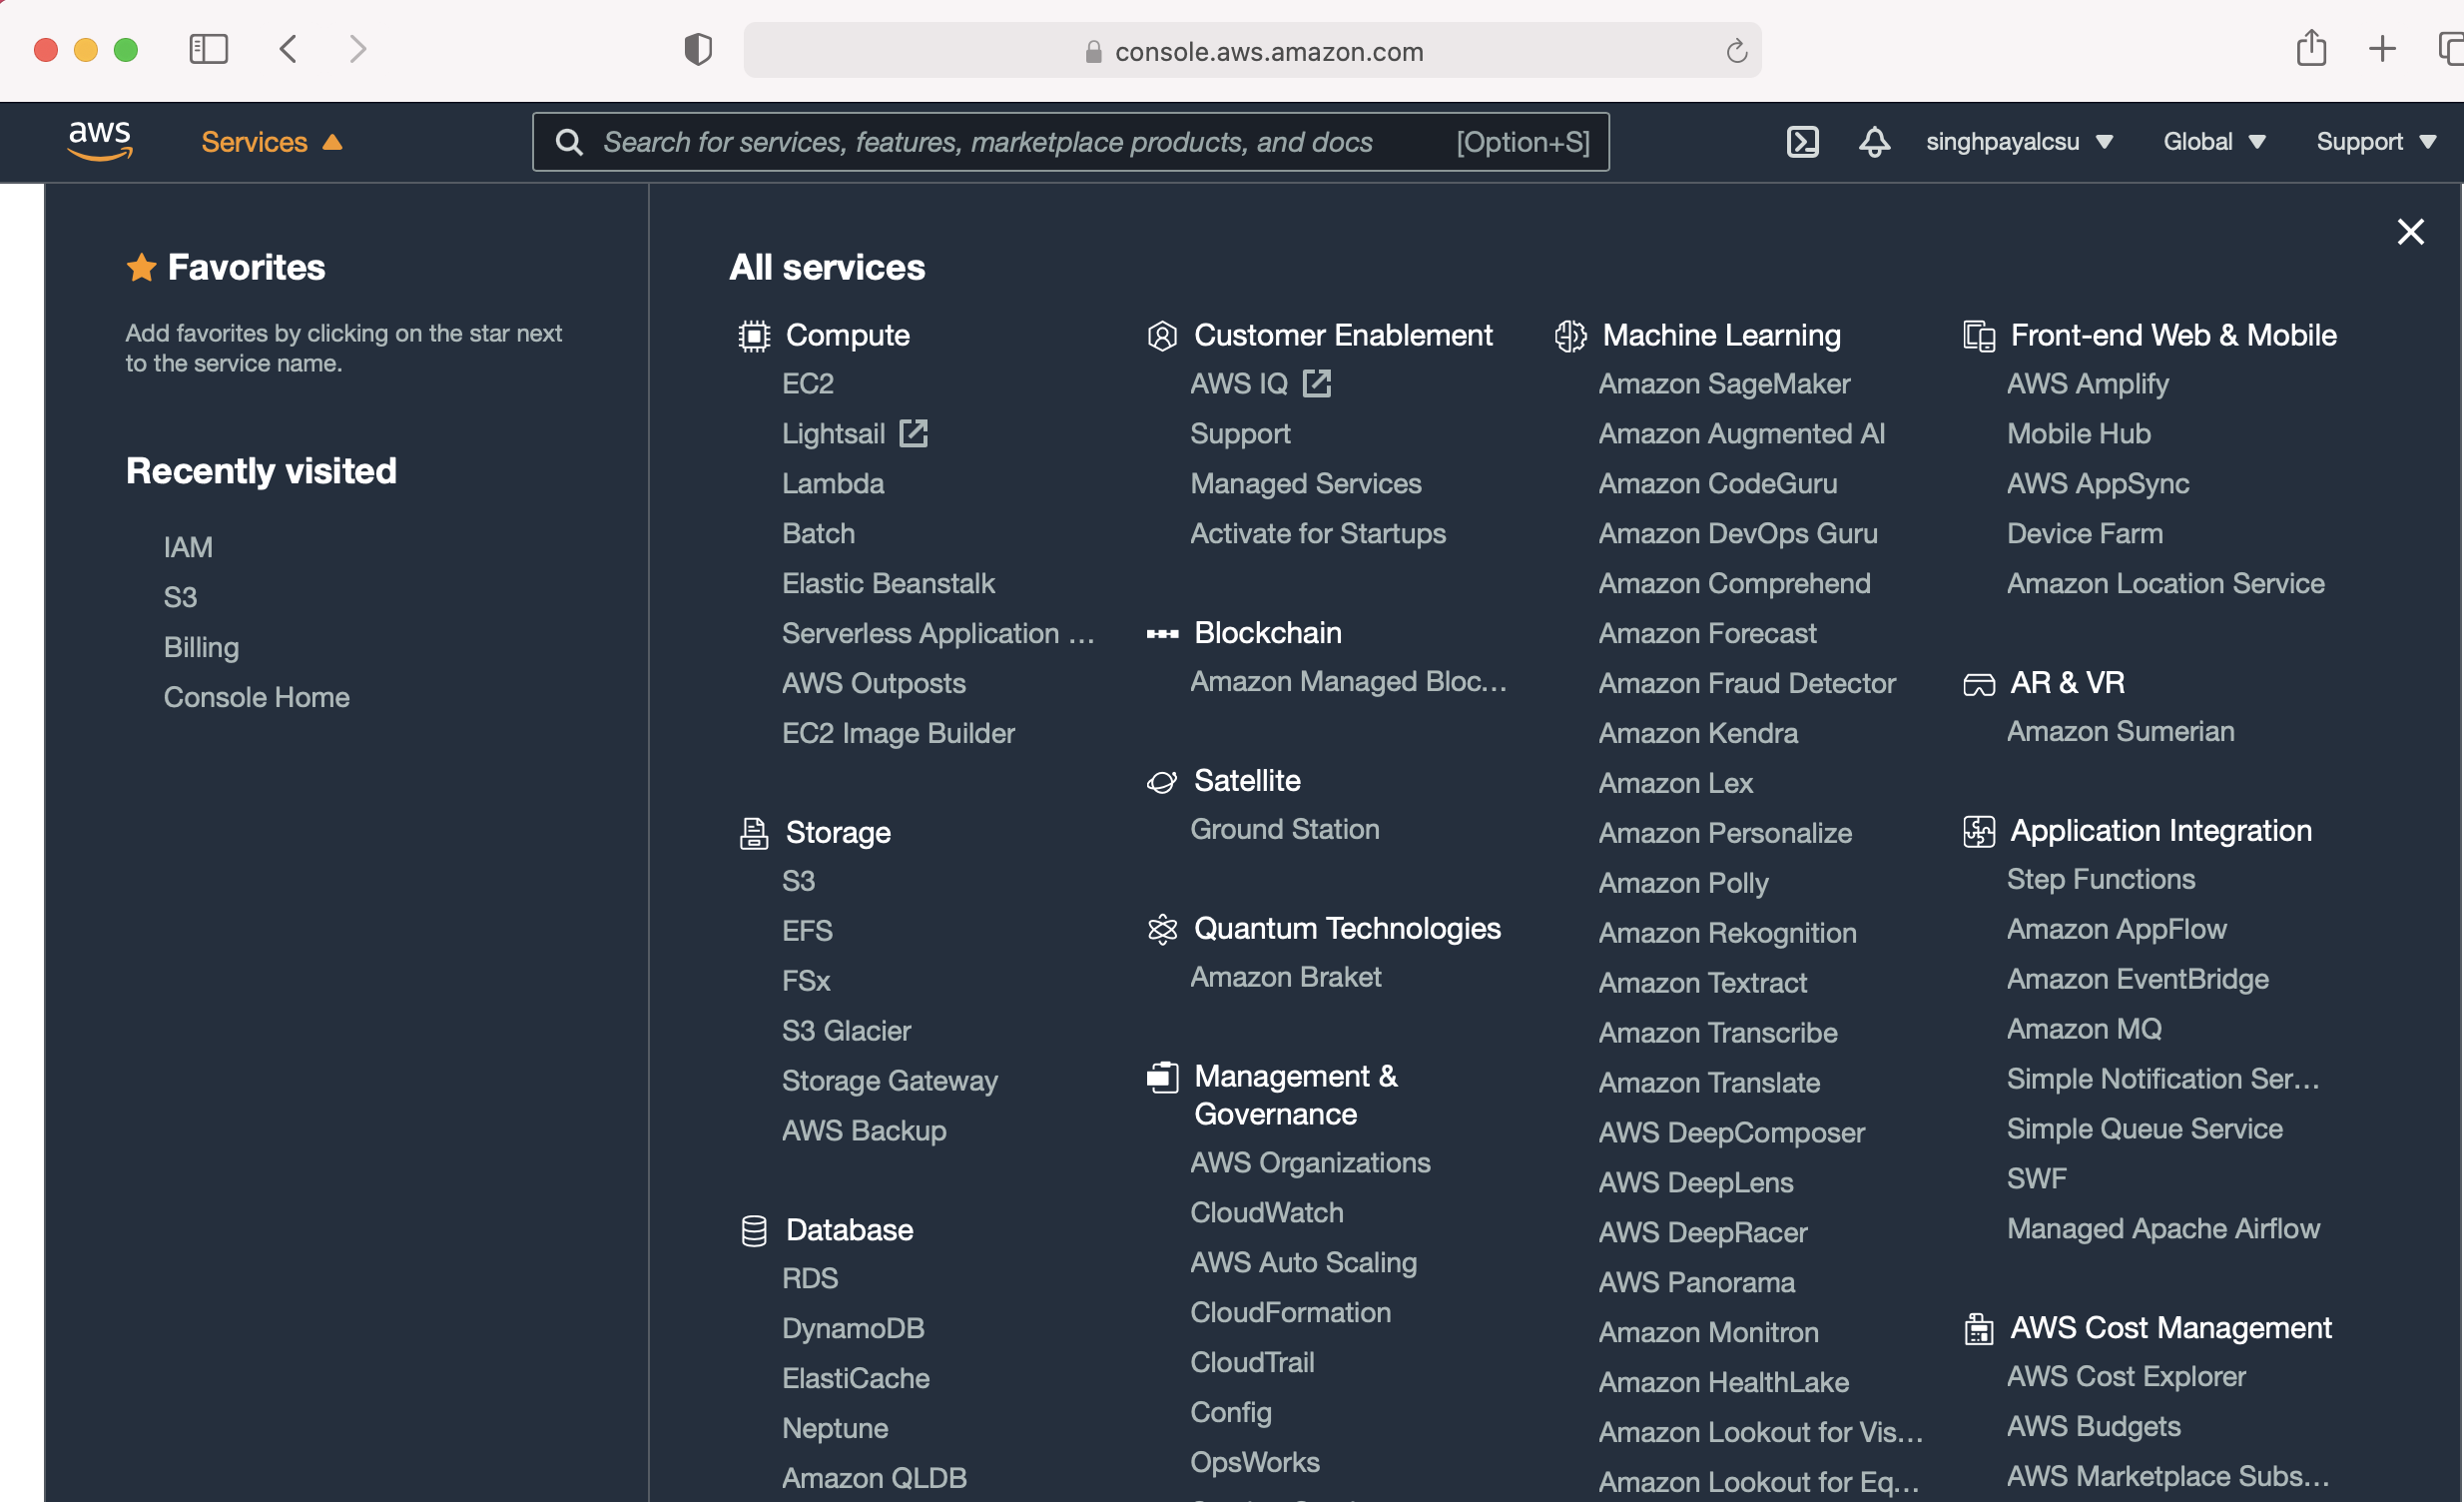 console.aws.amazon.com
aws
Services
Search for services, features, marketplace products, and docs
[Option+S]
singhpayalcsu
Global
Support
Favorites
Add favorites by clicking on the star next
to the service name.
Recently visited
IAM
S3
Billing
Console Home
All services
Compute
EC2
Lightsail
Lambda
Batch
Elastic Beanstalk
Serverless Application ...
AWS Outposts
EC2 Image Builder
Storage
S3
EFS
FSx
S3 Glacier
Storage Gateway
AWS Backup
Database
RDS
DynamoDB
ElastiCache
Neptune
Amazon QLDB
Customer Enablement
AWS IQ
Support
Managed Services
Activate for Startups
Blockchain
Amazon Managed Bloc...
Satellite
Ground Station
Quantum Technologies
Amazon Braket
Management &
Governance
AWS Organizations
CloudWatch
AWS Auto Scaling
CloudFormation
CloudTrail
Config
OpsWorks
Machine Learning
Amazon SageMaker
Amazon Augmented AI
Amazon CodeGuru
Amazon DevOps Guru
Amazon Comprehend
Amazon Forecast
Amazon Fraud Detector
Amazon Kendra
Amazon Lex
Amazon Personalize
Amazon Polly
Amazon Rekognition
Amazon Textract
Amazon Transcribe
Amazon Translate
AWS DeepComposer
AWS DeepLens
AWS DeepRacer
AWS Panorama
Amazon Monitron
Amazon HealthLake
Amazon Lookout for Vis...
Amazon Lookout for Eq...
Front-end Web & Mobile
AWS Amplify
Mobile Hub
AWS AppSync
Device Farm
Amazon Location Service
AR & VR
Amazon Sumerian
Application Integration
Step Functions
Amazon AppFlow
Amazon EventBridge
Amazon MQ
Simple Notification Ser...
Simple Queue Service
SWF
Managed Apache Airflow
AWS Cost Management
AWS Cost Explorer
AWS Budgets
AWS Marketplace Subs...